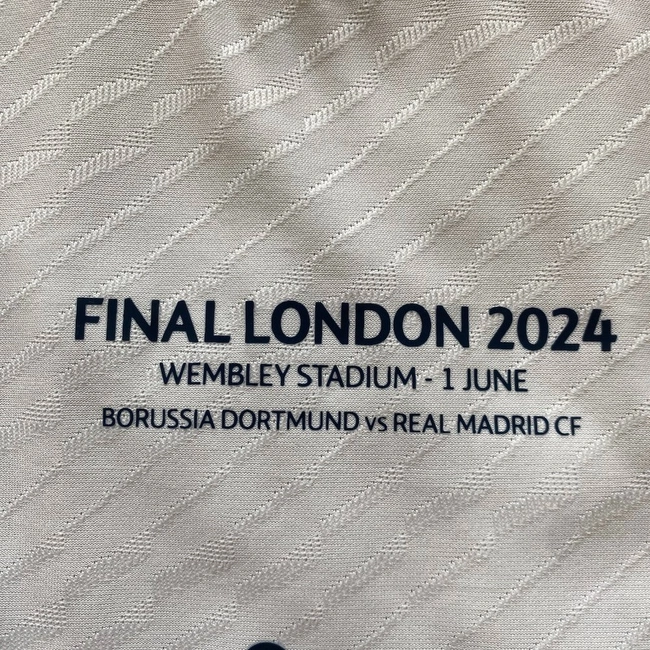 FINAL LONDON 2024
WEMBLEY STADIUM - 1 JUNE
BORUSSIA DORTMUND vs REAL MADRID CF